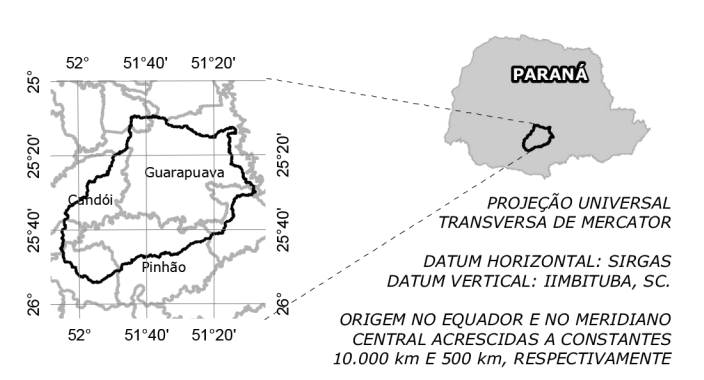 52° 51°40' 51°20'
PARANÁ
25°
25°20' 25°20'
Guarapuava
Candói
25°40' 25°40'
Pinhão
26° 26°
52° 51°40' 51°20'
PROJEÇÃO UNIVERSAL
TRANSVERSA DE MERCATOR
DATUM HORIZONTAL: SIRGAS
DATUM VERTICAL: IIMBITUBA, SC.
ORIGEM NO EQUADOR E NO MERIDIANO
CENTRAL ACRESCIDAS A CONSTANTES
10.000 km E 500 km, RESPECTIVAMENTE